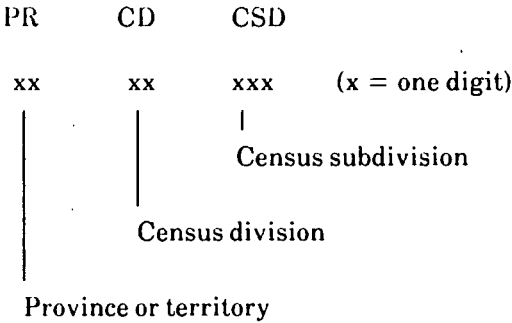 PR CD CSD
xx xx xxx (x = one digit)
Census subdivision
Census division
Province or territory